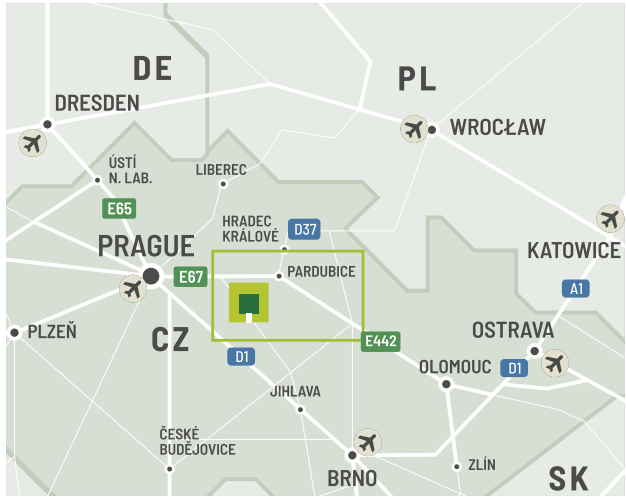 DE
PL
DRESDEN
WROCŁAW
ÚSTÍ
N. LAB.
LIBEREC
E65
HRADEC
KRÁLOVÉ
D37
PRAGUE
KATOWICE
E67
PARDUBICE
A1
PLZEŇ
CZ
E442
OSTRAVA
D1
OLOMOUC
D1
JIHLAVA
ČESKÉ
BUDĚJOVICE
BRNO
ZLÍN
SK